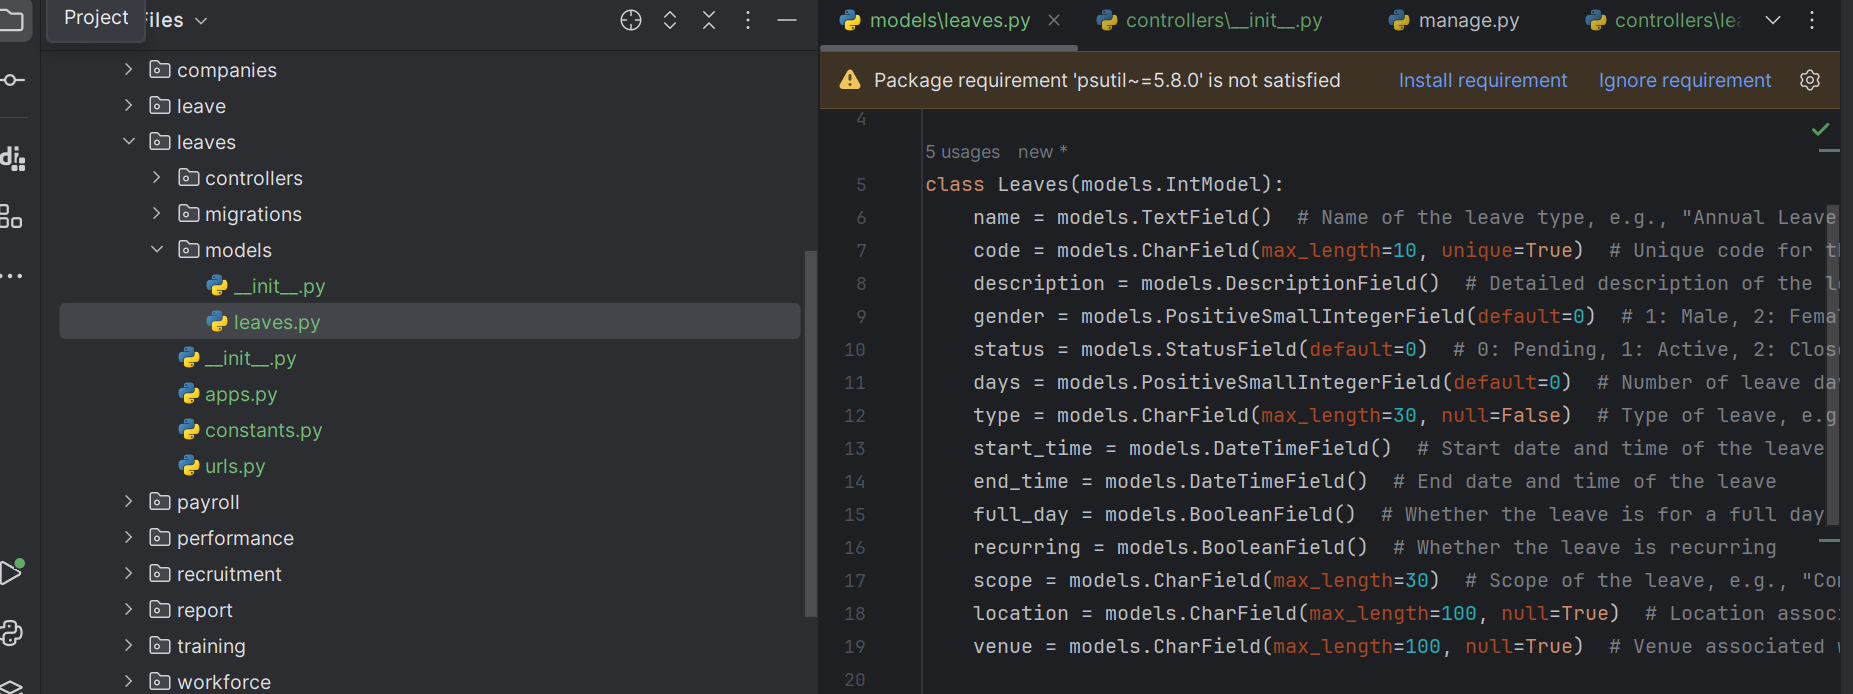 Project Files
companies
leave
leaves
controllers
migrations
models
__init__.py
leaves.py
__init__.py
apps.py
constants.py
urls.py
payroll
performance
recruitment
report
training
workforce
models\leaves.py
controllers\__init__.py
manage.py
controllers\lea
Package requirement 'psutil~=5.8.0' is not satisfied Install requirement Ignore requirement
4
5 usages new *
5 class Leaves(models.IntModel):
6 name = models.TextField() # Name of the leave type, e.g., "Annual Leave
7 code = models.CharField(max_length=10, unique=True) # Unique code for th
8 description = models.DescriptionField() # Detailed description of the le
9 gender = models.PositiveSmallIntegerField(default=0) # 1: Male, 2: Femal
10 status = models.StatusField(default=0) # 0: Pending, 1: Active, 2: Close
11 days = models.PositiveSmallIntegerField(default=0) # Number of leave da
12 type = models.CharField(max_length=30, null=False) # Type of leave, e.g
13 start_time = models.DateTimeField() # Start date and time of the leave
14 end_time = models.DateTimeField() # End date and time of the leave
15 full_day = models.BooleanField() # Whether the leave is for a full day
16 recurring = models.BooleanField() # Whether the leave is recurring
17 scope = models.CharField(max_length=30) # Scope of the leave, e.g., "Com
18 location = models.CharField(max_length=100, null=True) # Location associ
19 venue = models.CharField(max_length=100, null=True) # Venue associated w
20